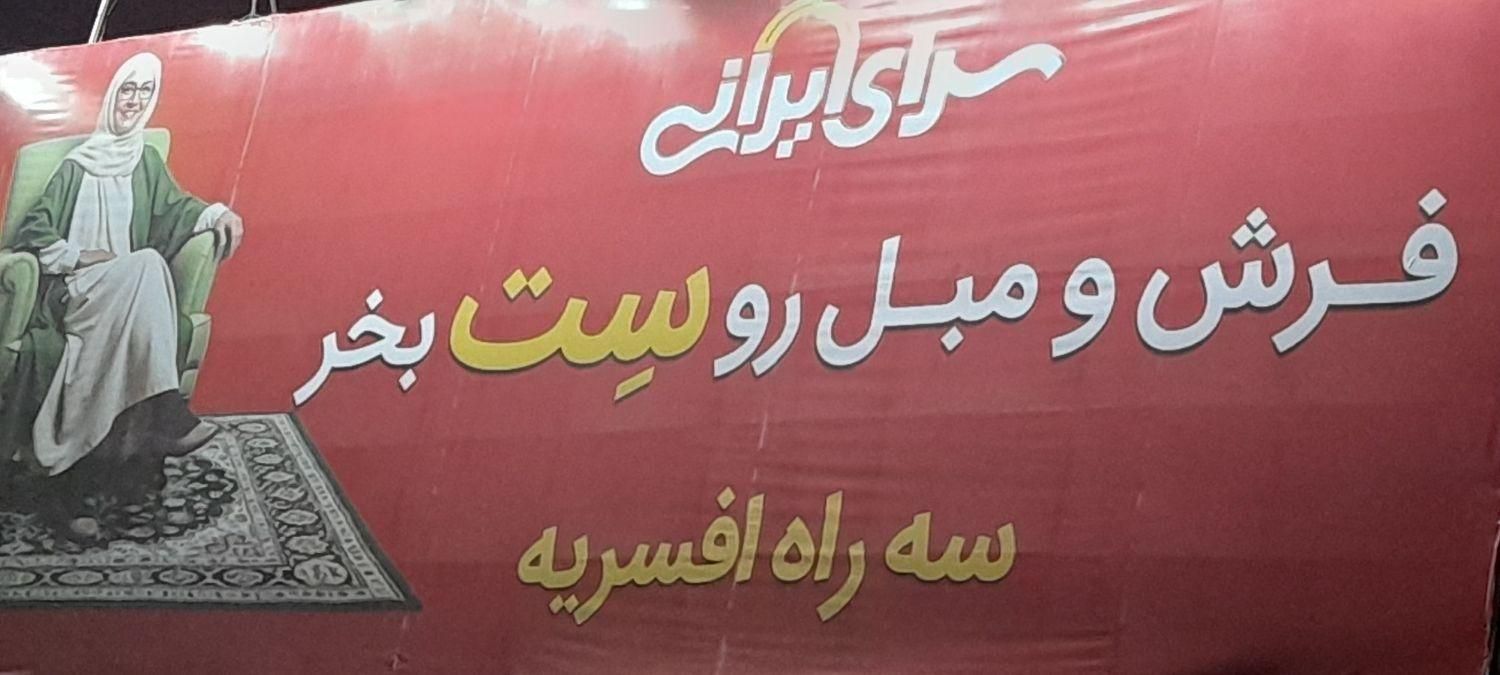 سرای ایرانی
فرش و مبل رو سِت بخر
سه راه افسریه